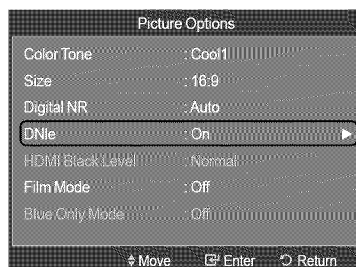 Picture Options
Color Tone : Cool1
Size : 16:9
Digital NR : Auto
DNIe : On
HDMI Black Level : Normal
Film Mode : Off
Blue Only Mode : Off
Move Enter Return